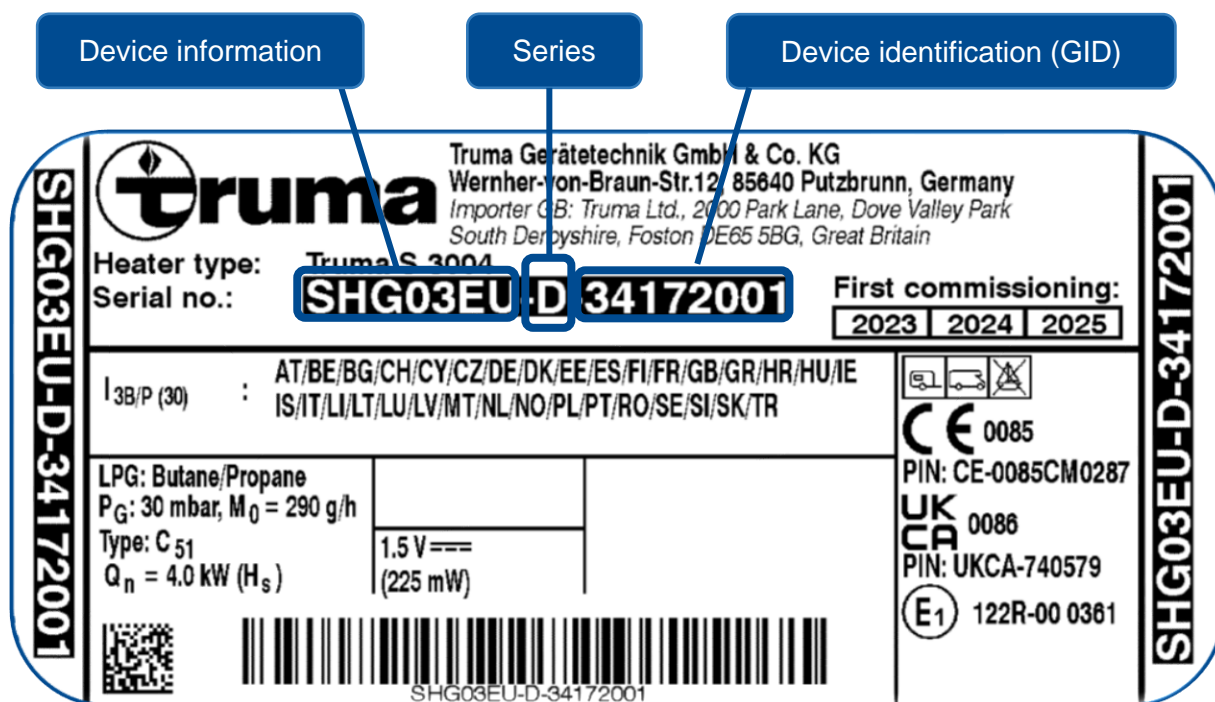 Device information
Series
Device identification (GID)
truma
Truma Gerätetechnik GmbH & Co. KG
Wernher-von-Braun-Str.12, 85640 Putzbrunn, Germany
Importer GB: Truma Ltd., 2000 Park Lane, Dove Valley Park
South Derbyshire, Foston DE65 5BG, Great Britain
Heater type: Truma S 3004
Serial no.: SHG03EU-D-34172001
First commissioning:
2023 2024 2025
I3B/P (30) : AT/BE/BG/CH/CY/CZ/DE/DK/EE/ES/FI/FR/GB/GR/HR/HU/IE
IS/IT/LI/LT/LU/LV/MT/NL/NO/PL/PT/RO/SE/SI/SK/TR
LPG: Butane/Propane
PG: 30 mbar, M0 = 290 g/h
Type: C51
Qn = 4.0 kW (Hs)
1.5 V
(225 mW)
CE 0085
PIN: CE-0085CM0287
UK
CA 0086
PIN: UKCA-740579
E1 122R-00 0361
SHG03EU-D-34172001
SHG03EU-D-34172001
SHG03EU-D-34172001